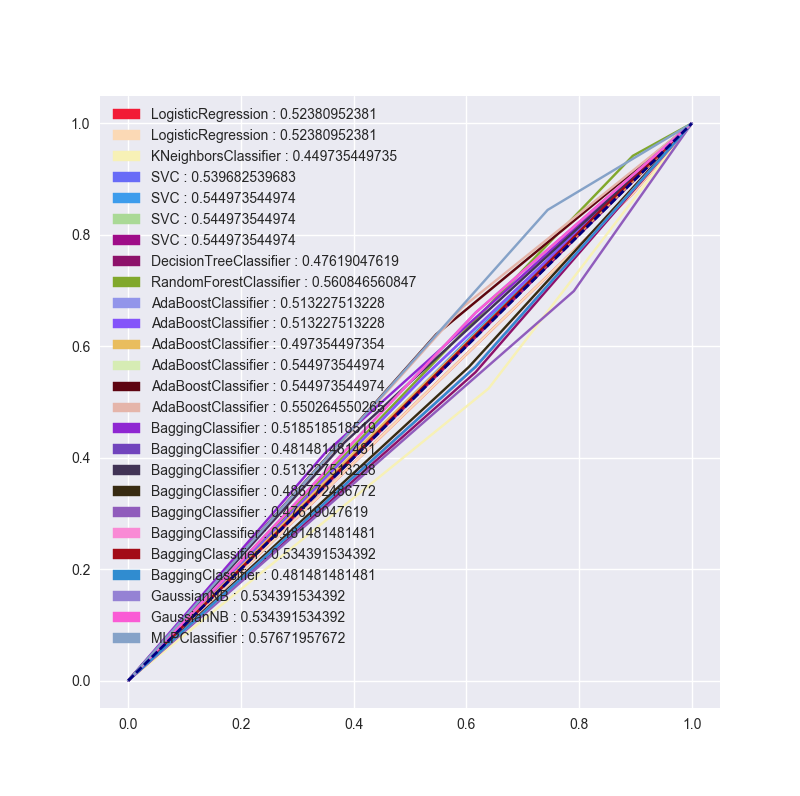 LogisticRegression : 0.52380952381
LogisticRegression : 0.52380952381
KNeighborsClassifier : 0.449735449735
SVC : 0.539682539683
SVC : 0.544973544974
SVC : 0.544973544974
SVC : 0.544973544974
DecisionTreeClassifier : 0.47619047619
RandomForestClassifier : 0.560846560847
AdaBoostClassifier : 0.513227513228
AdaBoostClassifier : 0.513227513228
AdaBoostClassifier : 0.497354497354
AdaBoostClassifier : 0.544973544974
AdaBoostClassifier : 0.544973544974
AdaBoostClassifier : 0.550264550265
BaggingClassifier : 0.518518518519
BaggingClassifier : 0.481481481481
BaggingClassifier : 0.513227513228
BaggingClassifier : 0.486772486772
BaggingClassifier : 0.47619047619
BaggingClassifier : 0.481481481481
BaggingClassifier : 0.534391534392
BaggingClassifier : 0.481481481481
GaussianNB : 0.534391534392
GaussianNB : 0.534391534392
MLPClassifier : 0.57671957672
1.0
0.8
0.6
0.4
0.2
0.0
0.0 0.2 0.4 0.6 0.8 1.0